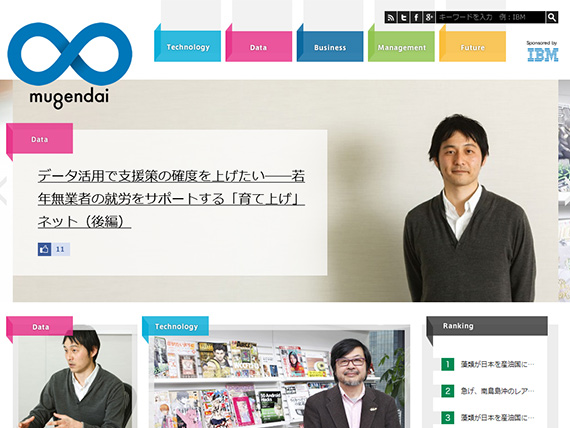 キーワードを入力 例：IBM
Technology
Data
Business
Management
Future
Sponsored by
IBM
mugendai
Data
データ活用で支援策の確度を上げたい――若
年無業者の就労をサポートする「育て上げ」
ネット（後編）
11
Data
Technology
Ranking
1 藻類が日本を産油国に…
2 急げ、南鳥島沖のレア…
3 藻類が日本を産油国に…